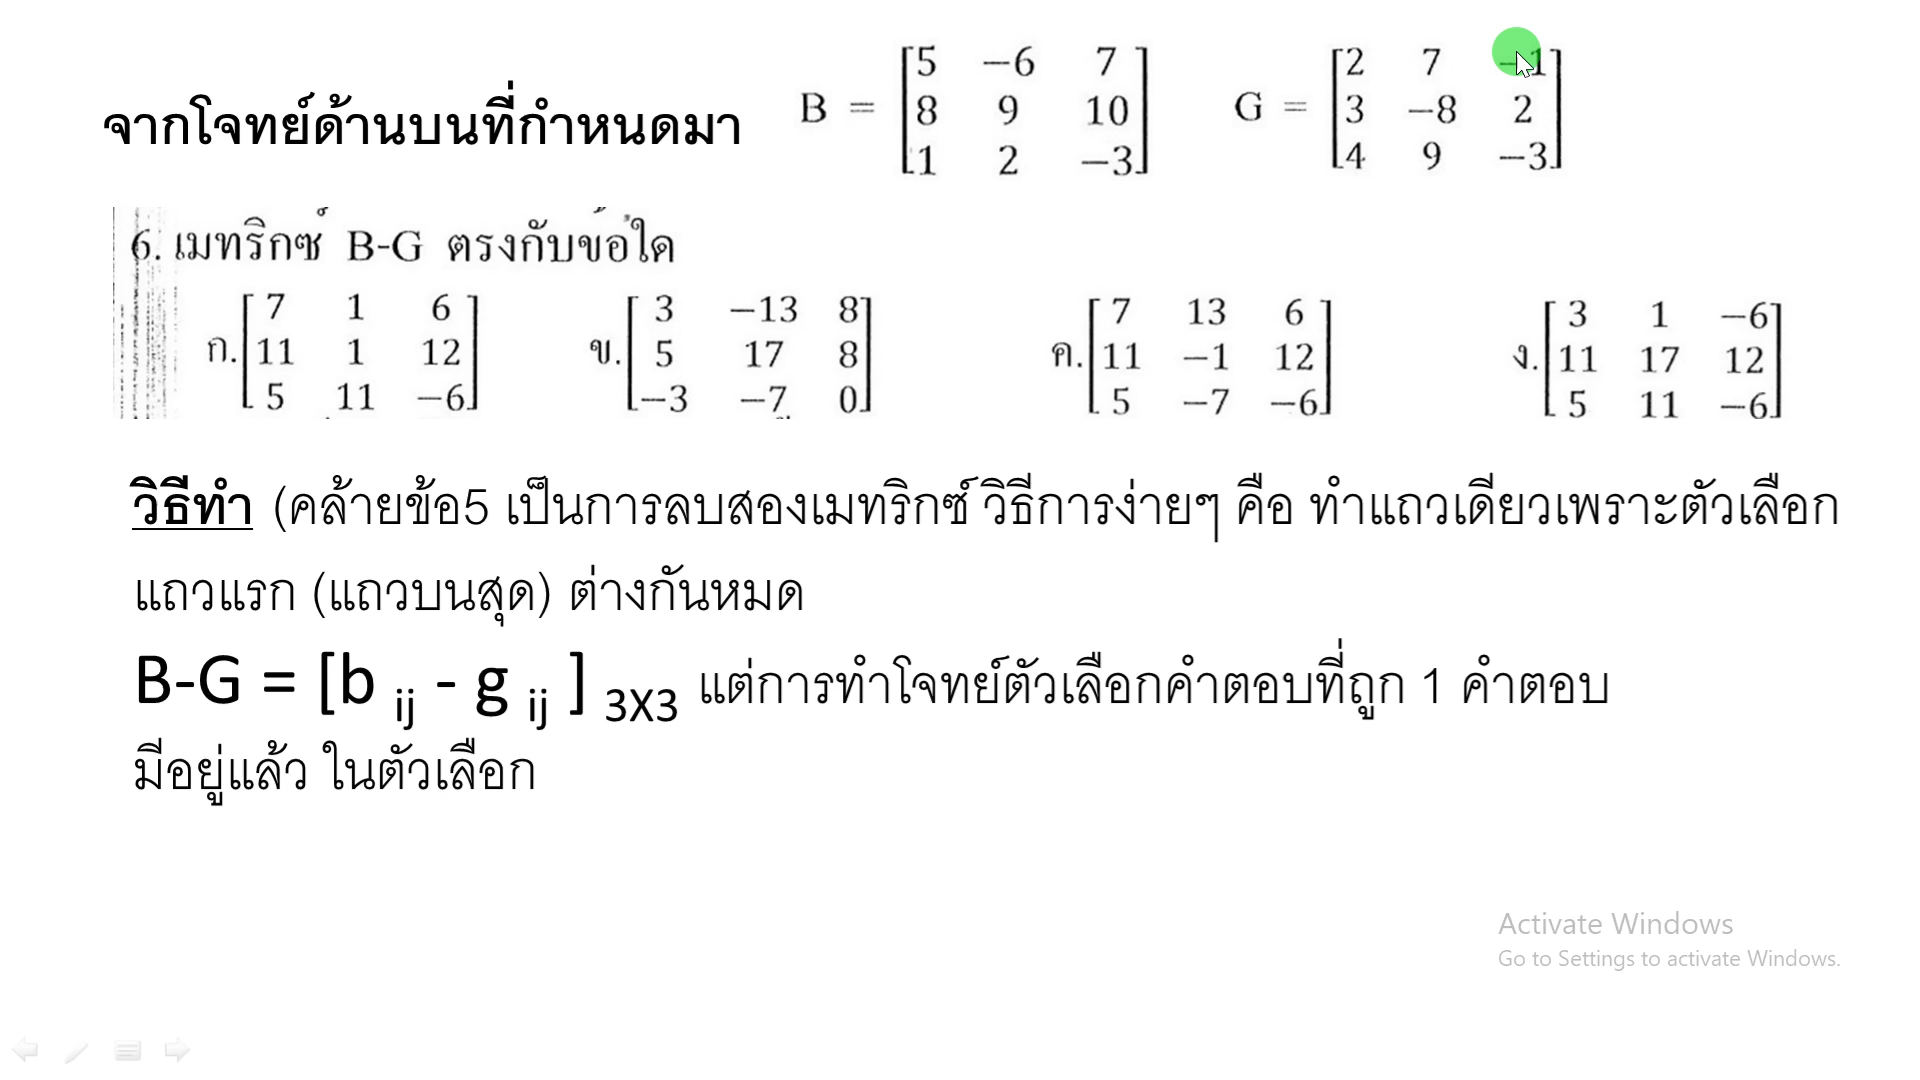 จากโจทย์ด้านบนที่กำหนดมา
B = [5 −6 7
8 9 10
1 2 −3]
G = [2 7 −1
3 −8 2
4 9 −3]
6. เมทริกซ์ B-G ตรงกับข้อใด
ก. [7 1 6
11 1 12
5 11 −6]
ข. [3 −13 8
5 17 8
−3 −7 0]
ค. [7 13 6
11 −1 12
5 −7 −6]
ง. [3 1 −6
11 17 12
5 11 −6]
วิธีทำ (คล้ายข้อ5 เป็นการลบสองเมทริกซ์ วิธีการง่ายๆ คือ ทำแถวเดียวเพราะตัวเลือก
แถวแรก (แถวบนสุด) ต่างกันหมด
B-G = [b ij - g ij ] 3X3 แต่การทำโจทย์ตัวเลือกคำตอบที่ถูก 1 คำตอบ
มีอยู่แล้ว ในตัวเลือก
Activate Windows
Go to Settings to activate Windows.